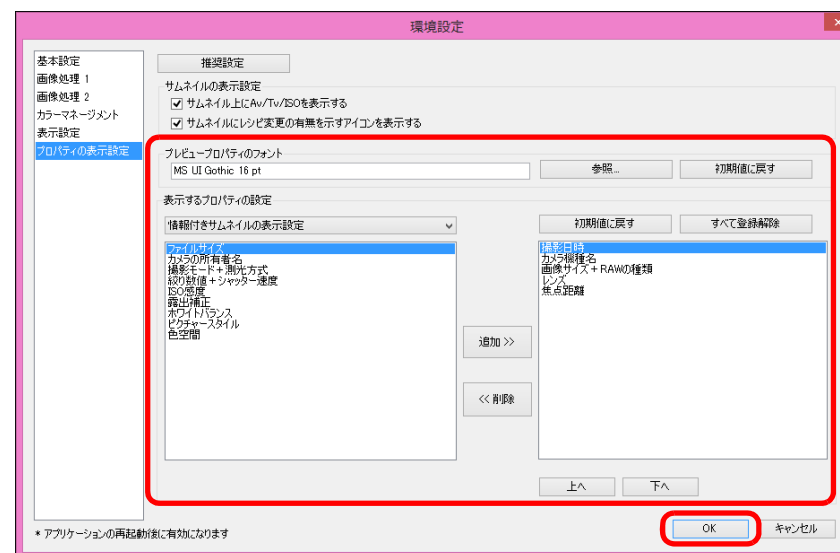 環境設定
基本設定
画像処理 1
画像処理 2
カラーマネージメント
表示設定
プロパティの表示設定
推奨設定
サムネイルの表示設定
サムネイル上にAv/Tv/ISOを表示する
サムネイルにレシピ変更の有無を示すアイコンを表示する
プレビュープロパティのフォント
MS UI Gothic 16 pt
参照...
初期値に戻す
表示するプロパティの設定
情報付きサムネイルの表示設定
初期値に戻す
すべて登録解除
ファイルサイズ
カメラの所有者名
撮影モード + 測光方式
絞り数値 + シャッター速度
ISO感度
露出補正
ホワイトバランス
ピクチャースタイル
色空間
追加 >>
<< 削除
撮影日時
カメラ機種名
画像サイズ + RAWの種類
レンズ
焦点距離
上へ
下へ
* アプリケーションの再起動後に有効になります
OK
キャンセル